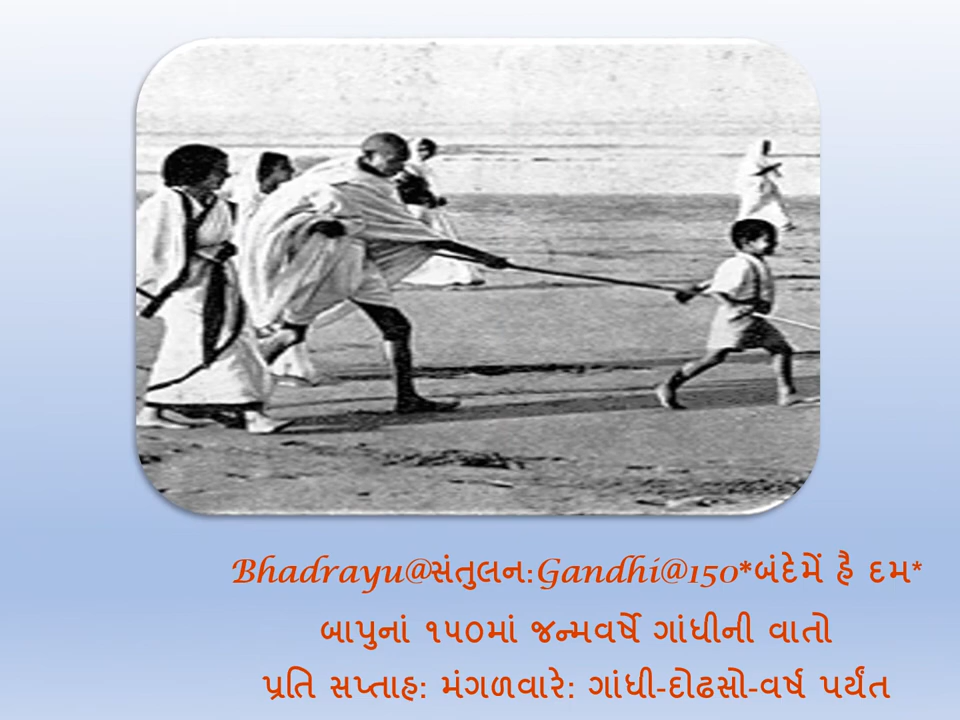 Bhadrayu@સંતુલન:Gandhi@150*બંદેમેં હૈ દમ*
બાપુનાં ૧૫૦માં જન્મવર્ષે ગાંધીની વાતો
પ્રતિ સપ્તાહ: મંગળવારે: ગાંધી-દોઢસો-વર્ષ પર્યંત